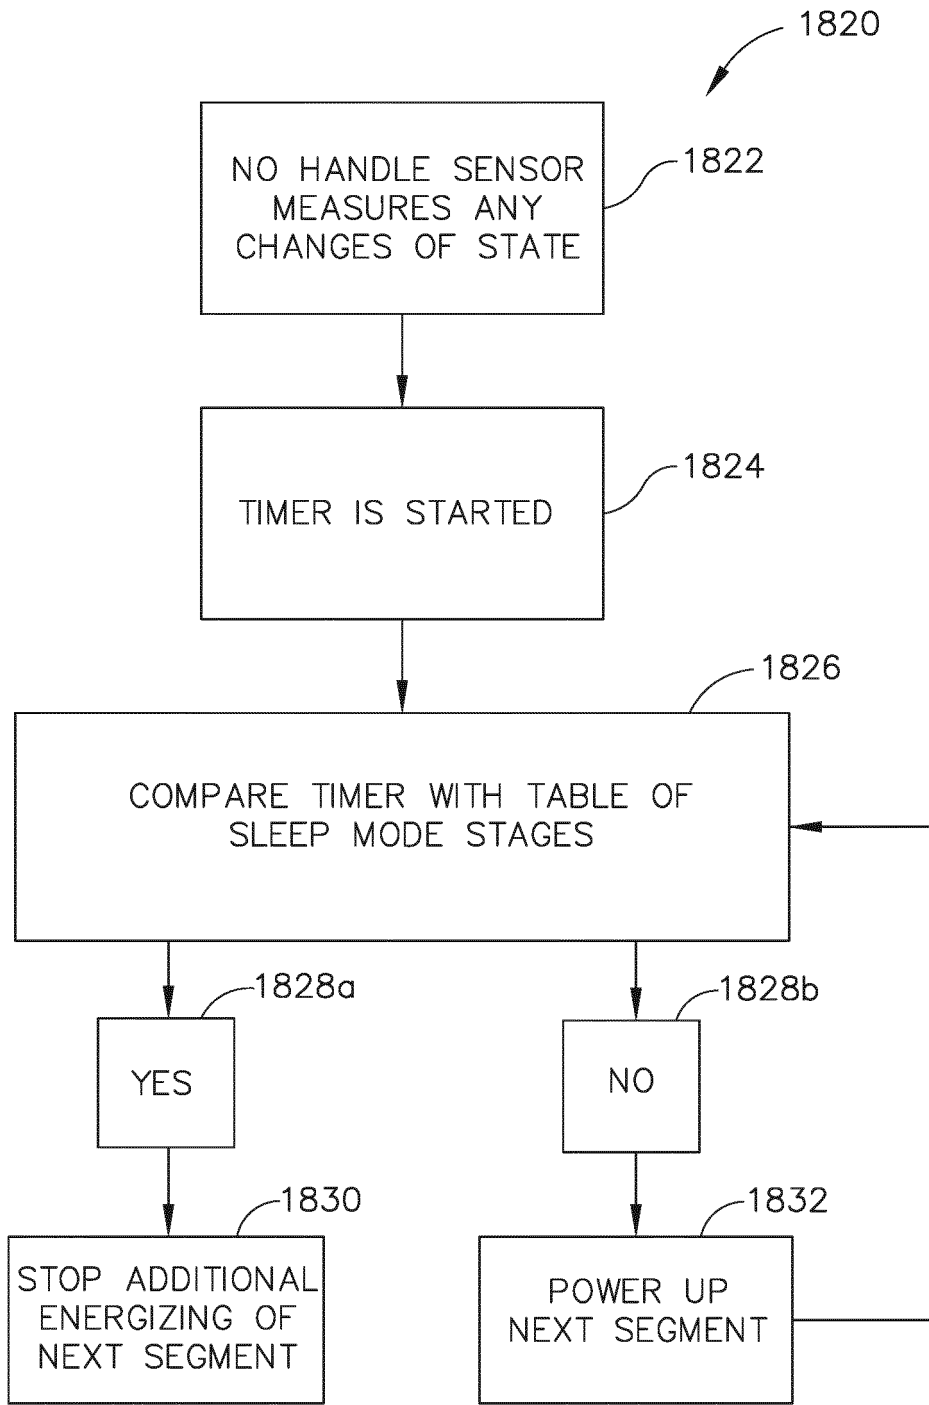 1820
NO HANDLE SENSOR
MEASURES ANY
CHANGES OF STATE
1822
TIMER IS STARTED
1824
1826
COMPARE TIMER WITH TABLE OF
SLEEP MODE STAGES
1828a
YES
1828b
NO
1830
STOP ADDITIONAL
ENERGIZING OF
NEXT SEGMENT
1832
POWER UP
NEXT SEGMENT